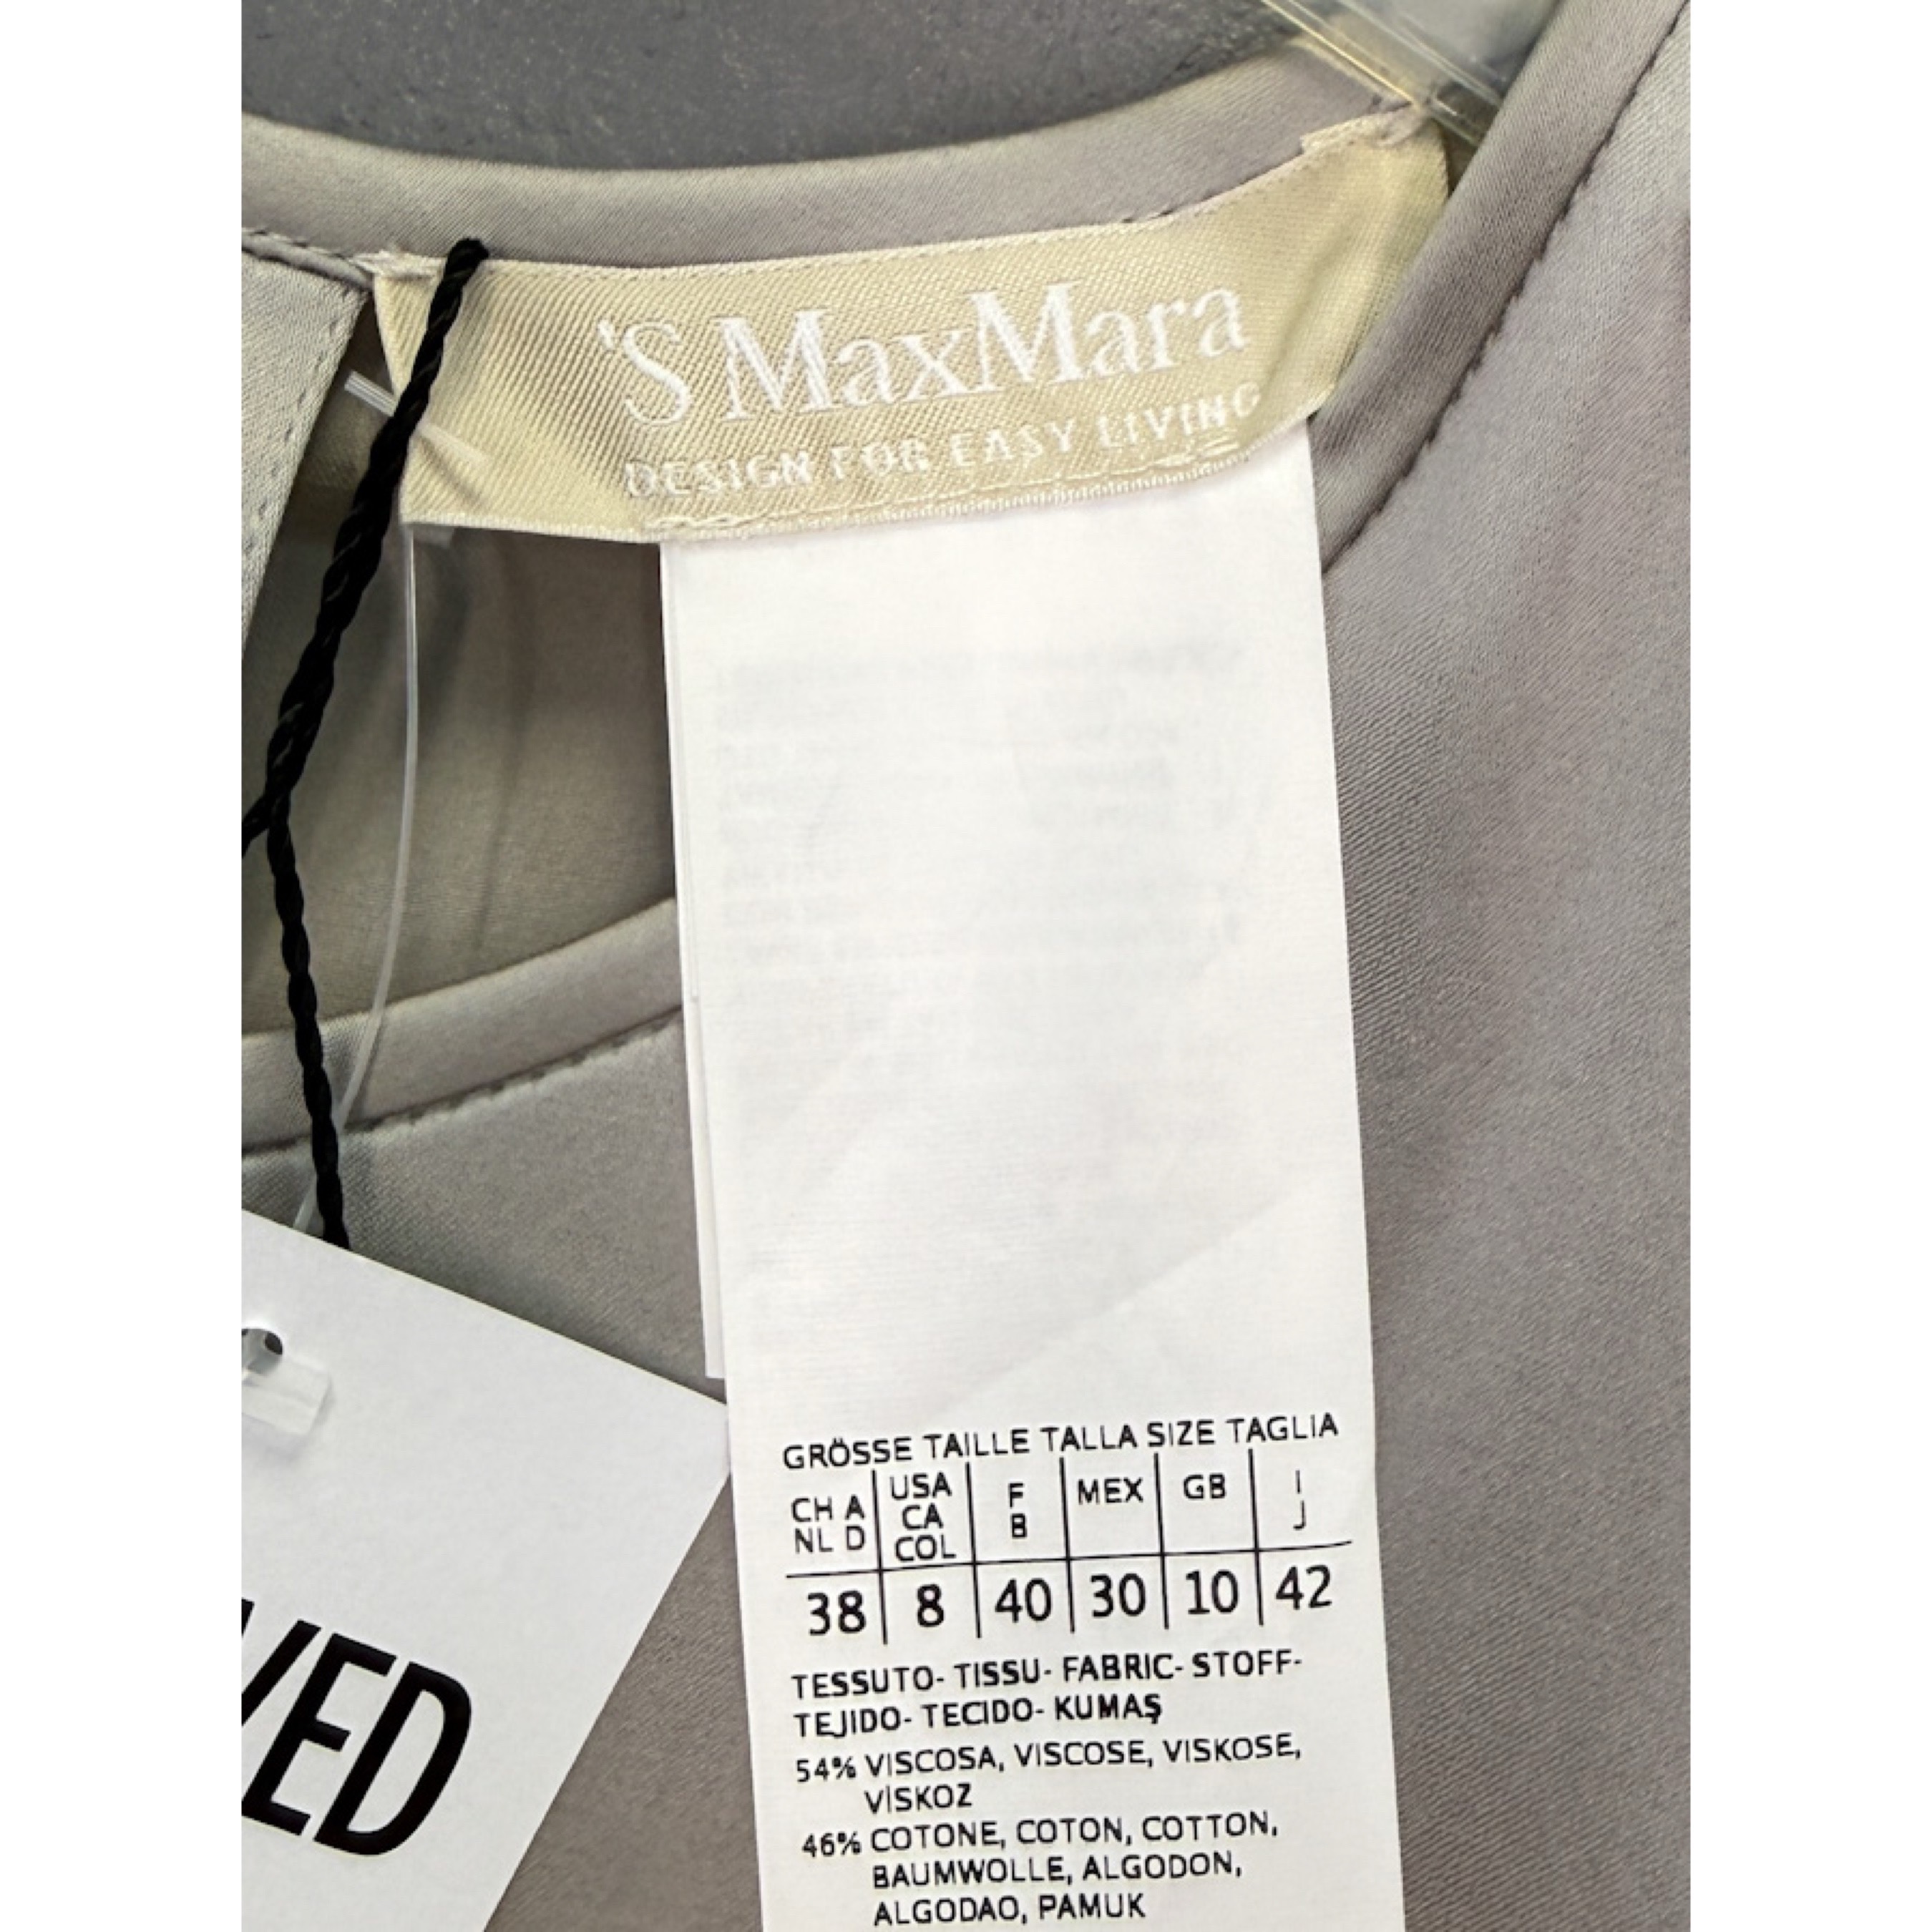 'S MaxMara
DESIGN FOR EASY LIVING
GRÖSSE TAILLE TALLA SIZE TAGLIA
CH A NL D | USA CA COL | F B | MEX | GB | I J
38 | 8 | 40 | 30 | 10 | 42
TESSUTO- TISSU- FABRIC- STOFF-
TEJIDO- TECIDO- KUMAŞ
54% VISCOSA, VISCOSE, VISKOSE,
VİSKOZ
46% COTONE, COTON, COTTON,
BAUMWOLLE, ALGODON,
ALGODAO, PAMUK
VED